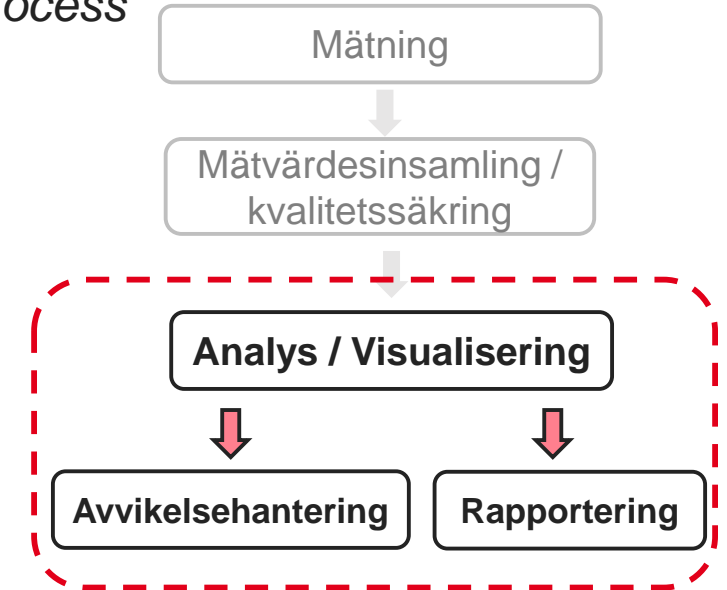 ocess
Mätning
Mätvärdesinsamling /
kvalitetssäkring
Analys / Visualisering
Avvikelsehantering
Rapportering